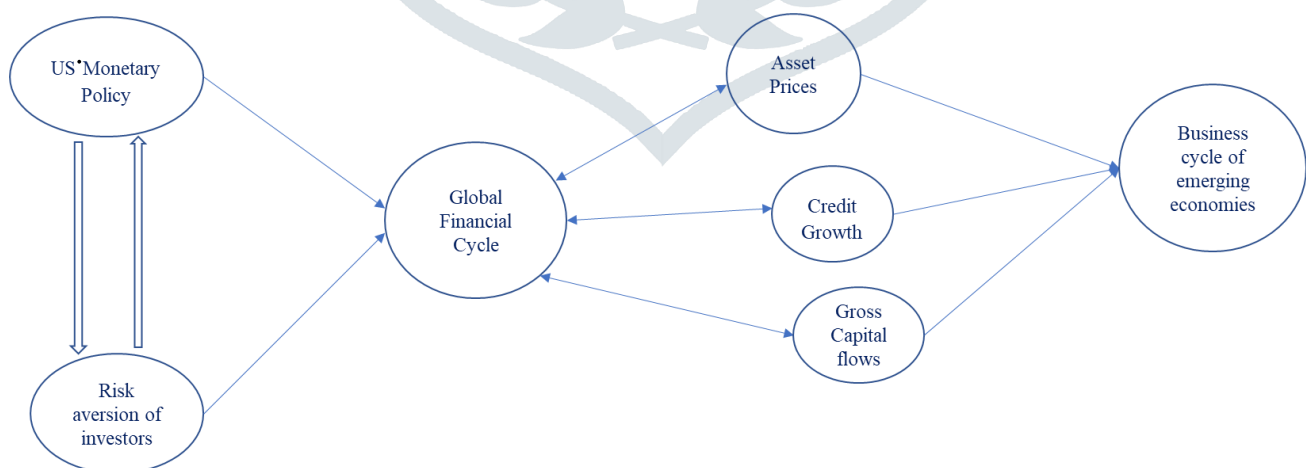 US Monetary
Policy
Risk
aversion of
investors
Global
Financial
Cycle
Asset
Prices
Credit
Growth
Gross
Capital
flows
Business
cycle of
emerging
economies